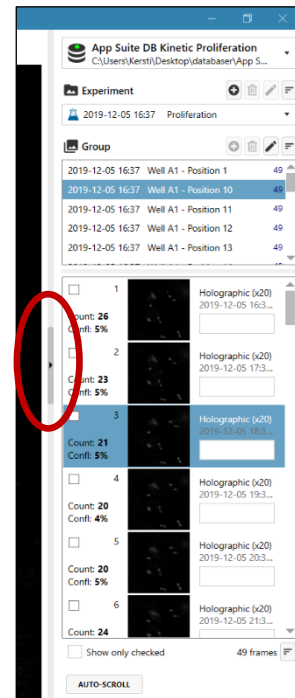 App Suite DB Kinetic Proliferation
C:\Users\Kersti\Desktop\databaser\App S...
Experiment
2019-12-05 16:37 Proliferation
Group
2019-12-05 16:37 Well A1 - Position 1 49
2019-12-05 16:37 Well A1 - Position 10 49
2019-12-05 16:37 Well A1 - Position 11 49
2019-12-05 16:37 Well A1 - Position 12 49
2019-12-05 16:37 Well A1 - Position 13 49
1 Holographic (x20)
2019-12-05 16:3...
Count: 26
Confl: 5%
2 Holographic (x20)
2019-12-05 17:3...
Count: 23
Confl: 5%
3 Holographic (x20)
2019-12-05 18:3...
Count: 21
Confl: 5%
4 Holographic (x20)
2019-12-05 19:3...
Count: 20
Confl: 4%
5 Holographic (x20)
2019-12-05 20:3...
Count: 20
Confl: 5%
6 Holographic (x20)
2019-12-05 21:3...
Count: 24
Show only checked 49 frames
AUTO-SCROLL